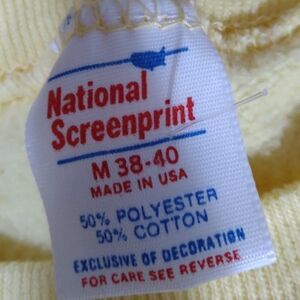 National
Screenprint
M 38-40
MADE IN USA
50% POLYESTER
50% COTTON
EXCLUSIVE OF DECORATION
FOR CARE SEE REVERSE